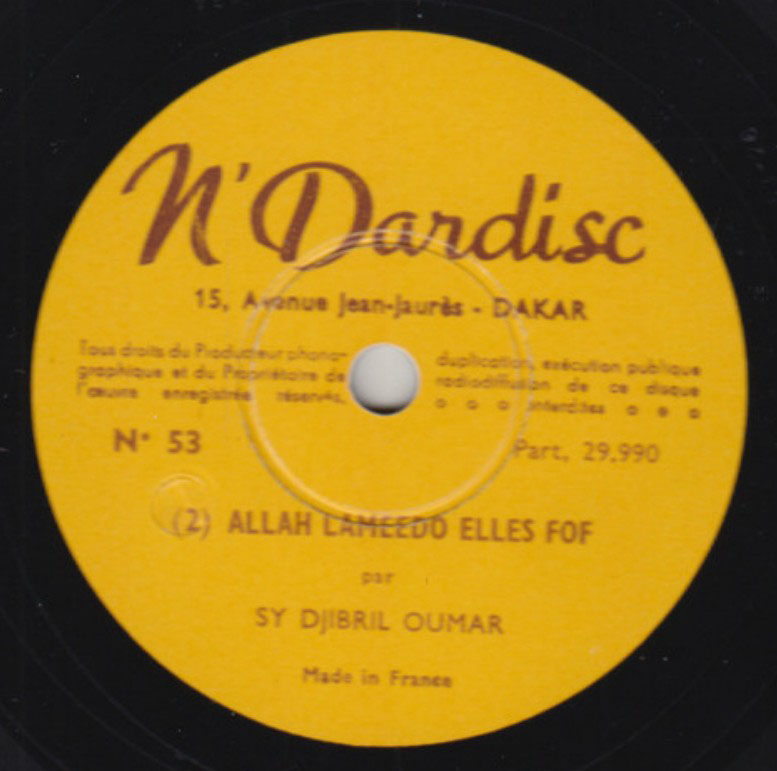 N'Dardisc
15, Avenue Jean-Jaurès - DAKAR
Tous droits du Producteur phono-
graphique et du Propriétaire de
l'œuvre enregistrée réservés,
duplication, exécution publique
radiodiffusion de ce disque
o o o interdites o o o
N° 53
Part, 29,990
(2) ALLAH LAMEEDO ELLES FOF
par
SY DJIBRIL OUMAR
Made in France